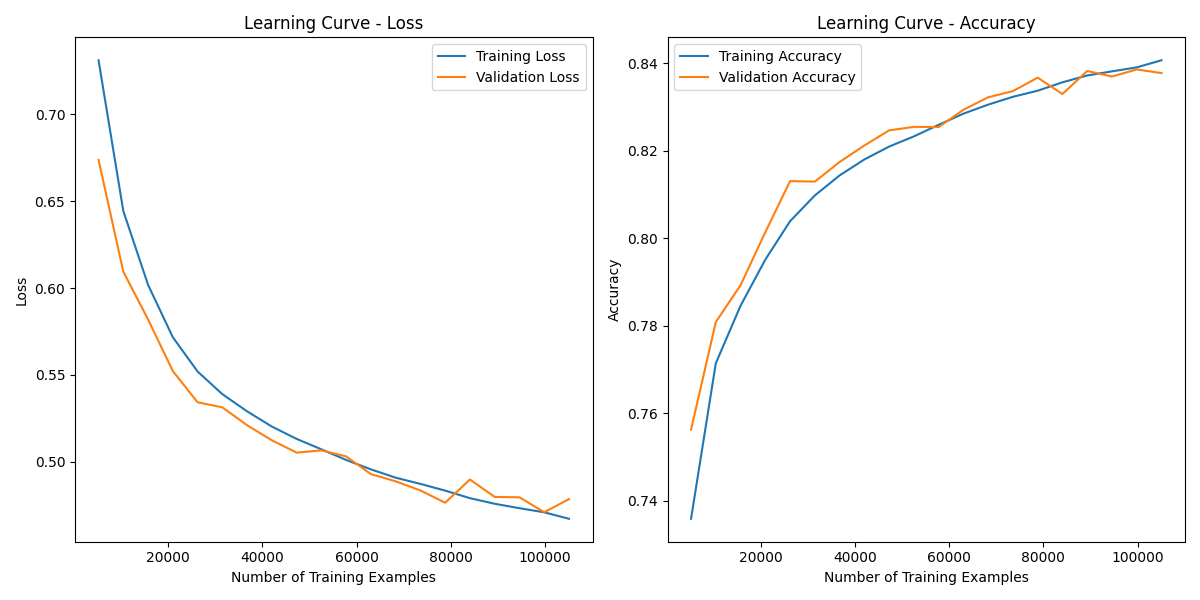 Learning Curve - Loss
Training Loss
Validation Loss
Loss
0.70
0.65
0.60
0.55
0.50
20000 40000 60000 80000 100000
Number of Training Examples
Learning Curve - Accuracy
Training Accuracy
Validation Accuracy
Accuracy
0.84
0.82
0.80
0.78
0.76
0.74
20000 40000 60000 80000 100000
Number of Training Examples